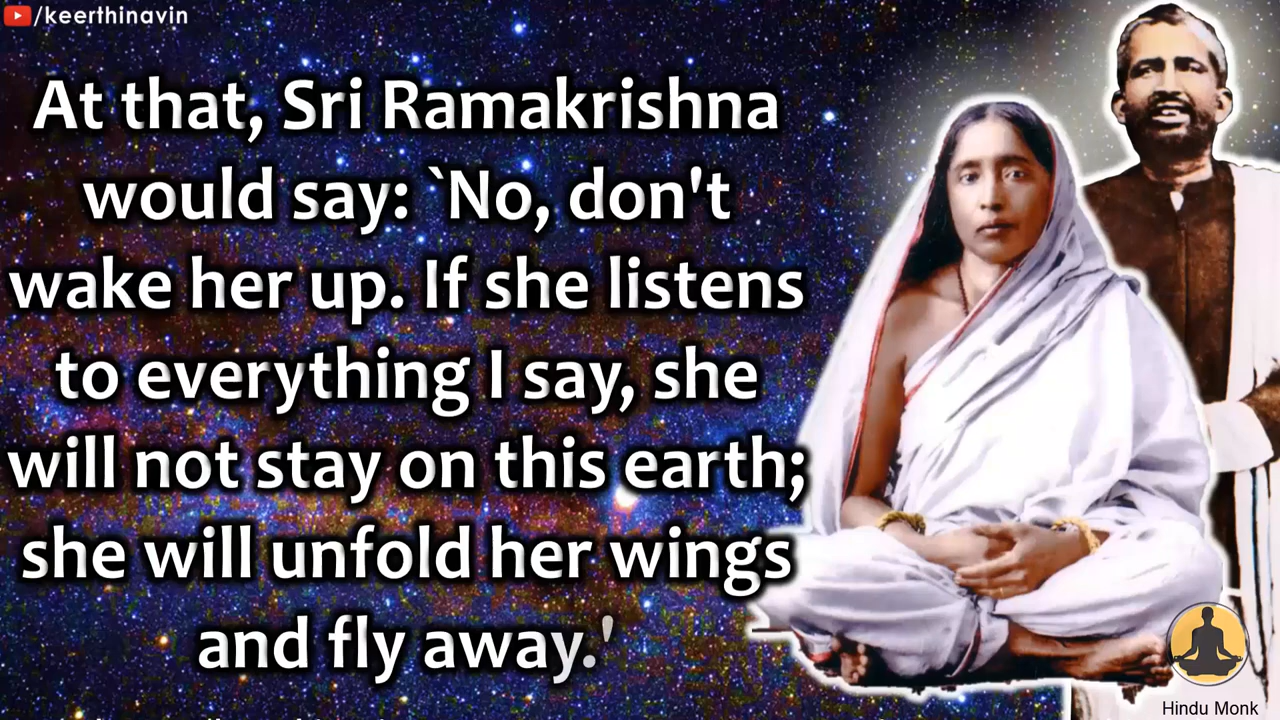 /keerthinavin
At that, Sri Ramakrishna
would say: `No, don't
wake her up. If she listens
to everything I say, she
will not stay on this earth;
she will unfold her wings
and fly away.'
Hindu Monk